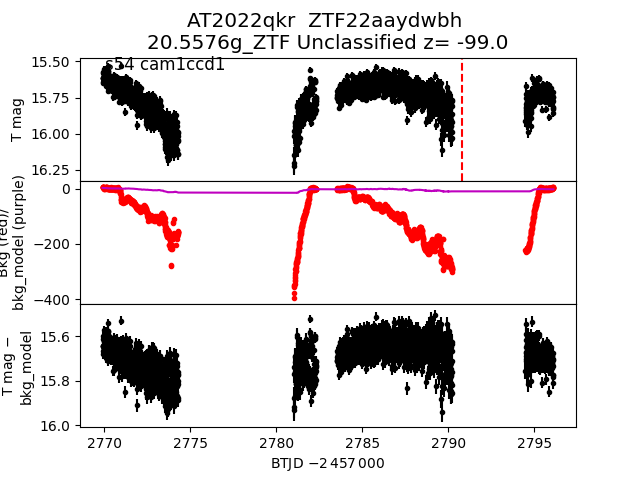 AT2022qkr  ZTF22aaydwbh
20.5576g_ZTF Unclassified z= -99.0
s54 cam1ccd1
15.50
15.75
16.00
16.25
T mag
0
−200
−400
Bkg (red)/
bkg_model (purple)
15.6
15.8
16.0
T mag −
bkg_model
2770
2775
2780
2785
2790
2795
BTJD −2 457 000